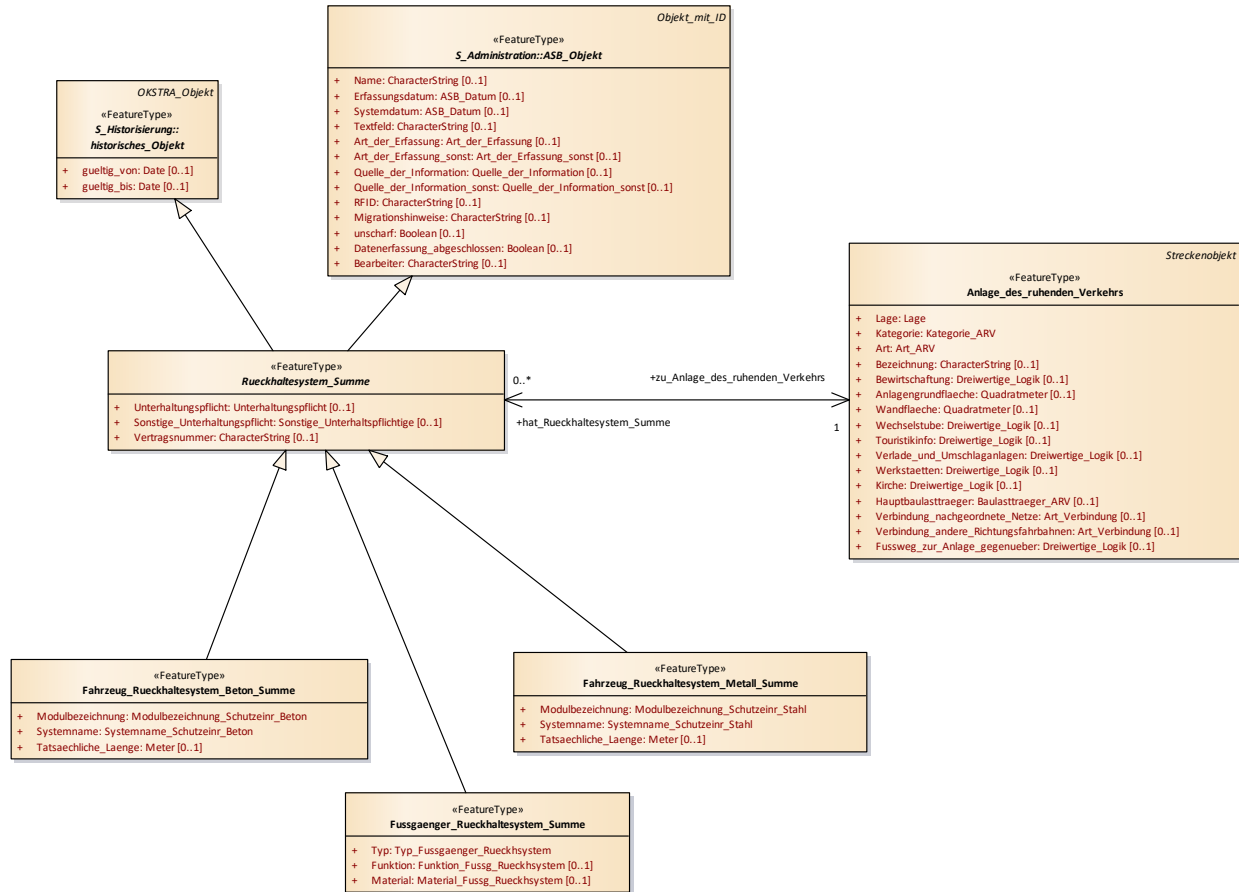 Objekt_mit_ID
«FeatureType»
S_Administration::ASB_Objekt
+ Name: CharacterString [0..1]
+ Erfassungsdatum: ASB_Datum [0..1]
+ Systemdatum: ASB_Datum [0..1]
+ Textfeld: CharacterString [0..1]
+ Art_der_Erfassung: Art_der_Erfassung [0..1]
+ Art_der_Erfassung_sonst: Art_der_Erfassung_sonst [0..1]
+ Quelle_der_Information: Quelle_der_Information [0..1]
+ Quelle_der_Information_sonst: Quelle_der_Information_sonst [0..1]
+ RFID: CharacterString [0..1]
+ Migrationshinweise: CharacterString [0..1]
+ unscharf: Boolean [0..1]
+ Datenerfassung_abgeschlossen: Boolean [0..1]
+ Bearbeiter: CharacterString [0..1]
OKSTRA_Objekt
«FeatureType»
S_Historisierung::
historisches_Objekt
+ gueltig_von: Date [0..1]
+ gueltig_bis: Date [0..1]
Streckenobjekt
«FeatureType»
Anlage_des_ruhenden_Verkehrs
+ Lage: Lage
+ Kategorie: Kategorie_ARV
+ Art: Art_ARV
+ Bezeichnung: CharacterString [0..1]
+ Bewirtschaftung: Dreiwertige_Logik [0..1]
+ Anlagengrundflaeche: Quadratmeter [0..1]
+ Wandflaeche: Quadratmeter [0..1]
+ Wechselstube: Dreiwertige_Logik [0..1]
+ Touristikinfo: Dreiwertige_Logik [0..1]
+ Verlade_und_Umschlaganlagen: Dreiwertige_Logik [0..1]
+ Werkstaetten: Dreiwertige_Logik [0..1]
+ Kirche: Dreiwertige_Logik [0..1]
+ Hauptbaulasttraeger: Baulasttraeger_ARV [0..1]
+ Verbindung_nachgeordnete_Netze: Art_Verbindung [0..1]
+ Verbindung_andere_Richtungsfahrbahnen: Art_Verbindung [0..1]
+ Fussweg_zur_Anlage_gegenueber: Dreiwertige_Logik [0..1]
«FeatureType»
Rueckhaltesystem_Summe
+ Unterhaltungspflicht: Unterhaltungspflicht [0..1]
+ Sonstige_Unterhaltungspflicht: Sonstige_Unterhaltspflichtige [0..1]
+ Vertragsnummer: CharacterString [0..1]
0..*
+zu_Anlage_des_ruhenden_Verkehrs
+hat_Rueckhaltesystem_Summe
1
«FeatureType»
Fahrzeug_Rueckhaltesystem_Beton_Summe
+ Modulbezeichnung: Modulbezeichnung_Schutzeinr_Beton
+ Systemname: Systemname_Schutzeinr_Beton
+ Tatsaechliche_Laenge: Meter [0..1]
«FeatureType»
Fahrzeug_Rueckhaltesystem_Metall_Summe
+ Modulbezeichnung: Modulbezeichnung_Schutzeinr_Stahl
+ Systemname: Systemname_Schutzeinr_Stahl
+ Tatsaechliche_Laenge: Meter [0..1]
«FeatureType»
Fussgaenger_Rueckhaltesystem_Summe
+ Typ: Typ_Fussgaenger_Rueckhsystem
+ Funktion: Funktion_Fussg_Rueckhsystem [0..1]
+ Material: Material_Fussg_Rueckhsystem [0..1]